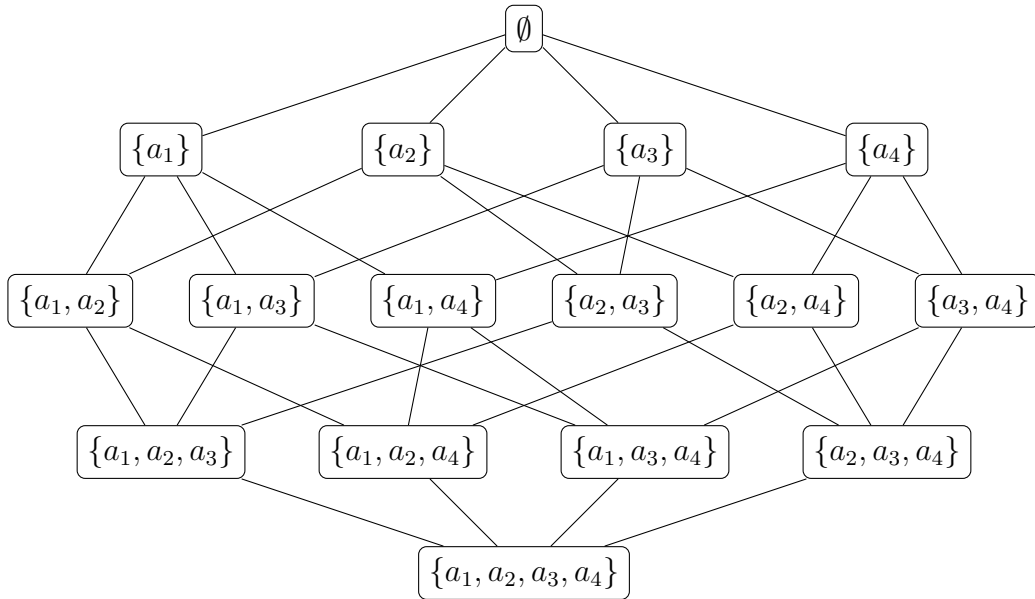 ∅
{a₁} {a₂} {a₃} {a₄}
{a₁, a₂} {a₁, a₃} {a₁, a₄} {a₂, a₃} {a₂, a₄} {a₃, a₄}
{a₁, a₂, a₃} {a₁, a₂, a₄} {a₁, a₃, a₄} {a₂, a₃, a₄}
{a₁, a₂, a₃, a₄}